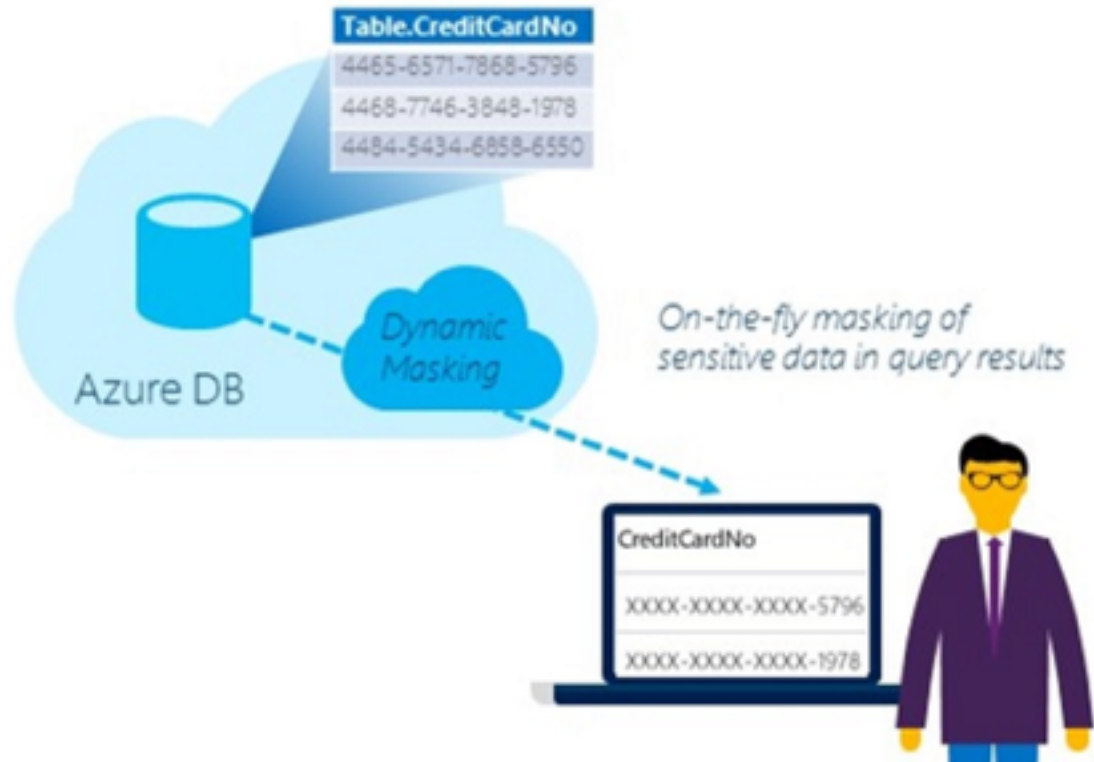 Table.CreditCardNo
4465-6571-7868-5796
4468-7746-3848-1978
4484-5434-6858-6550
Dynamic
Masking
Azure DB
On-the-fly masking of
sensitive data in query results
CreditCardNo
XXXX-XXXX-XXXX-5796
XXXX-XXXX-XXXX-1978